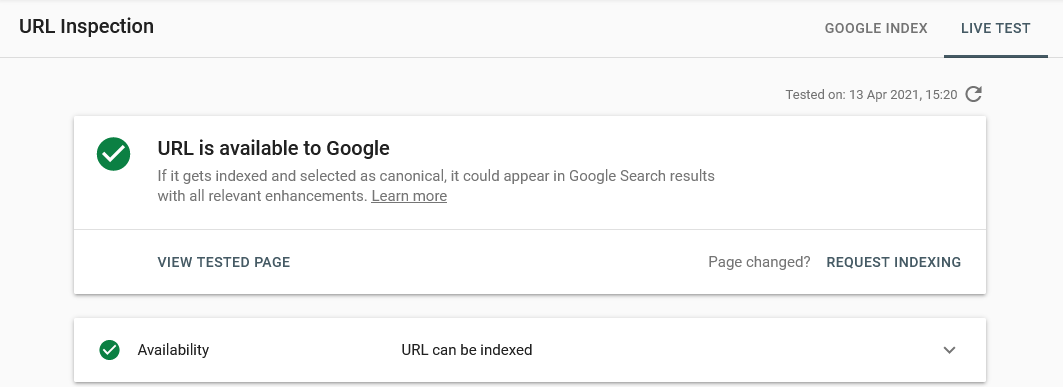 URL Inspection
GOOGLE INDEX
LIVE TEST
Tested on: 13 Apr 2021, 15:20
URL is available to Google
If it gets indexed and selected as canonical, it could appear in Google Search results
with all relevant enhancements. Learn more
VIEW TESTED PAGE
Page changed? REQUEST INDEXING
Availability
URL can be indexed